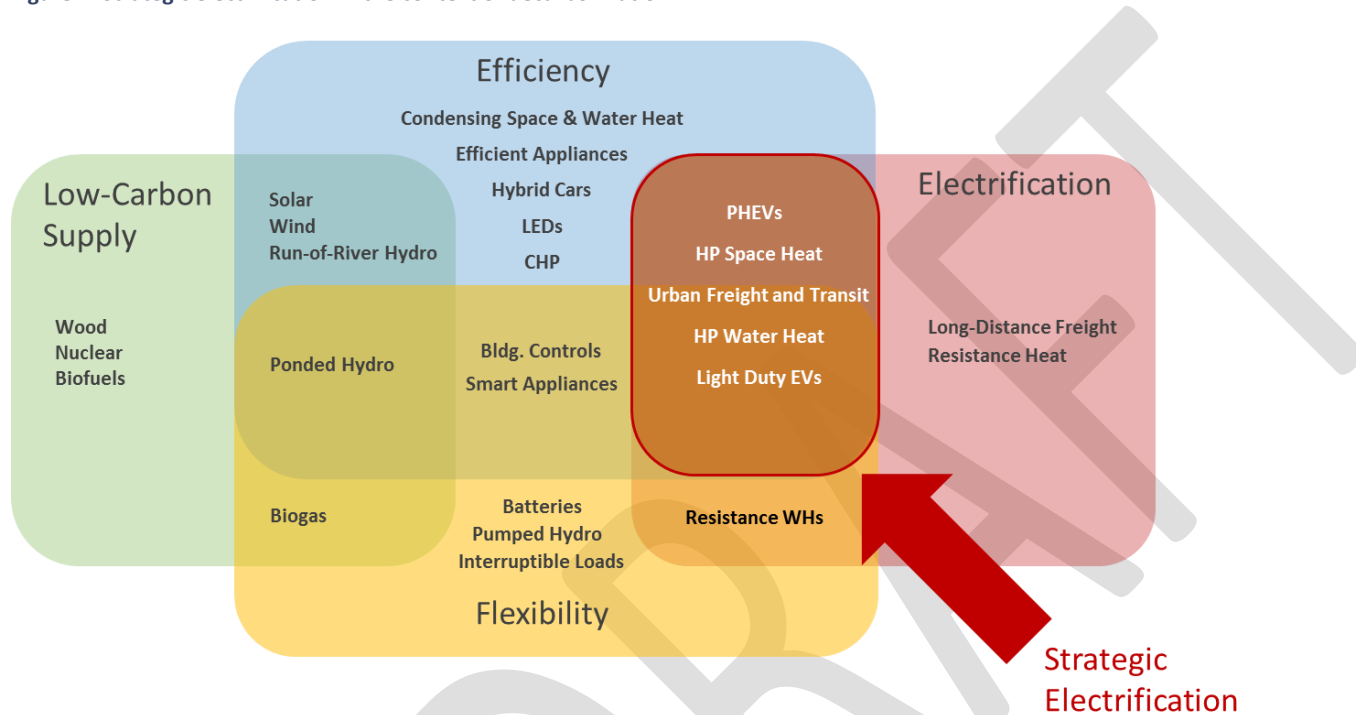 Efficiency
Condensing Space & Water Heat
Efficient Appliances
Hybrid Cars
LEDs
CHP
Low-Carbon
Supply
Solar
Wind
Run-of-River Hydro
Wood
Nuclear
Biofuels
Ponded Hydro
Bldg. Controls
Smart Appliances
PHEVs
HP Space Heat
Urban Freight and Transit
HP Water Heat
Light Duty EVs
Electrification
Long-Distance Freight
Resistance Heat
Biogas
Batteries
Pumped Hydro
Interruptible Loads
Resistance WHs
Flexibility
Strategic
Electrification
DRAFT